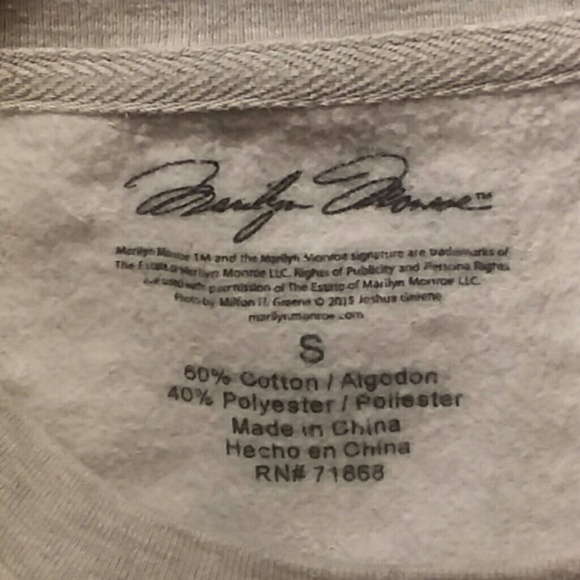 Marilyn Monroe™
Marilyn Monroe TM and the Marilyn Monroe signature are trademarks of
The Estate of Marilyn Monroe LLC. Rights of Publicity and Persona Rights
are used with permission of The Estate of Marilyn Monroe LLC.
Photo by Milton H. Greene © 2015 Joshua Greene
marilynmonroe.com
S
60% Cotton / Algodon
40% Polyester / Poliester
Made in China
Hecho en China
RN# 71868